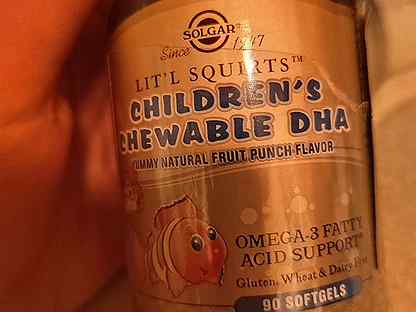 SOLGAR
Since 1947
LIT'L SQUIRTS™
CHILDREN'S
CHEWABLE DHA
YUMMY NATURAL FRUIT PUNCH FLAVOR
OMEGA-3 FATTY
ACID SUPPORT*
Gluten, Wheat & Dairy Free
90 SOFTGELS